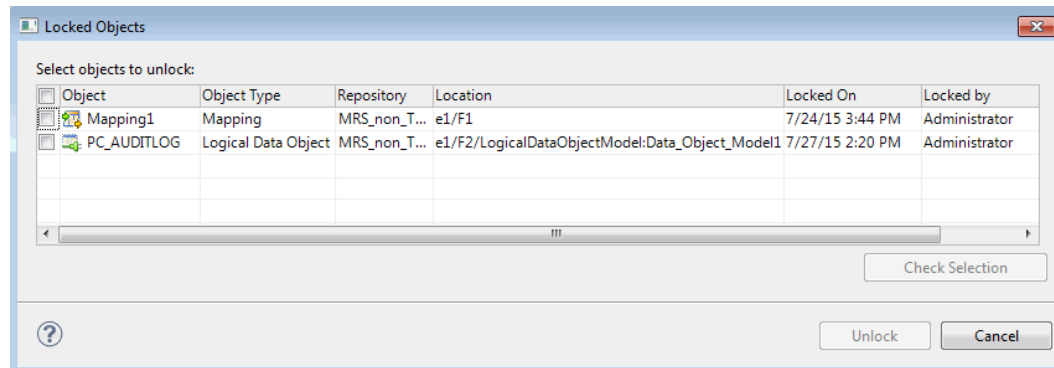 Locked Objects
Select objects to unlock:
Object Object Type Repository Location Locked On Locked by
Mapping1 Mapping MRS_non_T... e1/F1 7/24/15 3:44 PM Administrator
PC_AUDITLOG Logical Data Object MRS_non_T... e1/F2/LogicalDataObjectModel:Data_Object_Model1 7/27/15 2:20 PM Administrator
Check Selection
Unlock Cancel